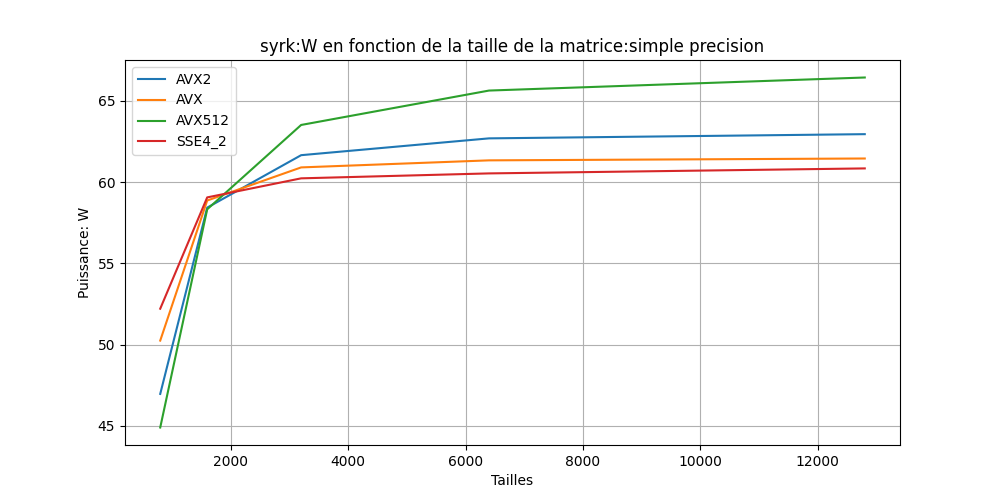 syrk:W en fonction de la taille de la matrice:simple precision
AVX2
AVX
AVX512
SSE4_2
65
60
55
50
45
Puissance: W
2000 4000 6000 8000 10000 12000
Tailles